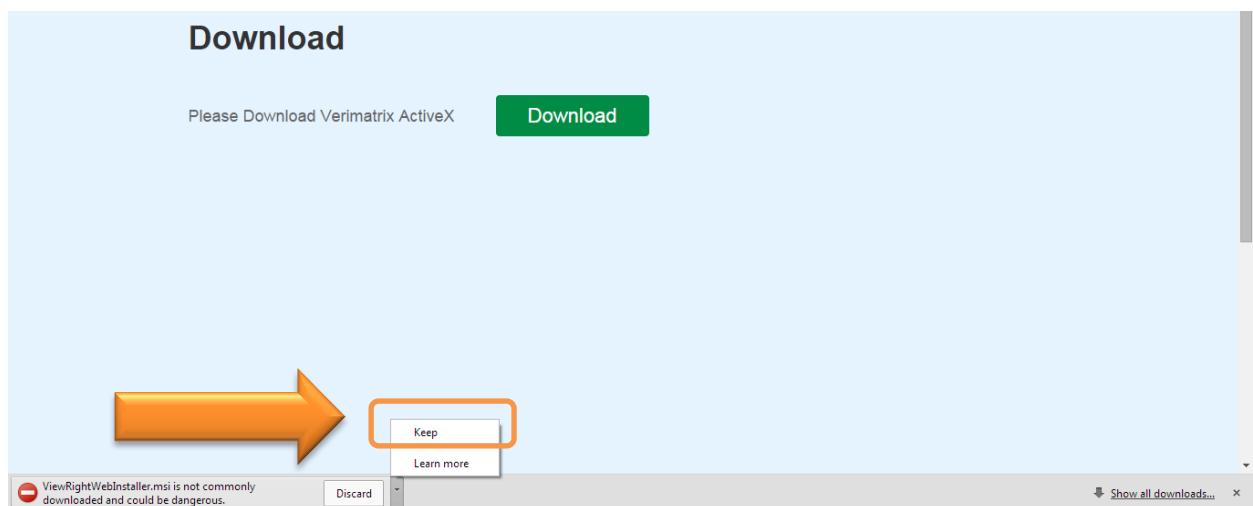 Download
Please Download Verimatrix ActiveX
Download
Keep
Learn more
ViewRightWebInstaller.msi is not commonly
downloaded and could be dangerous.
Discard
Show all downloads...